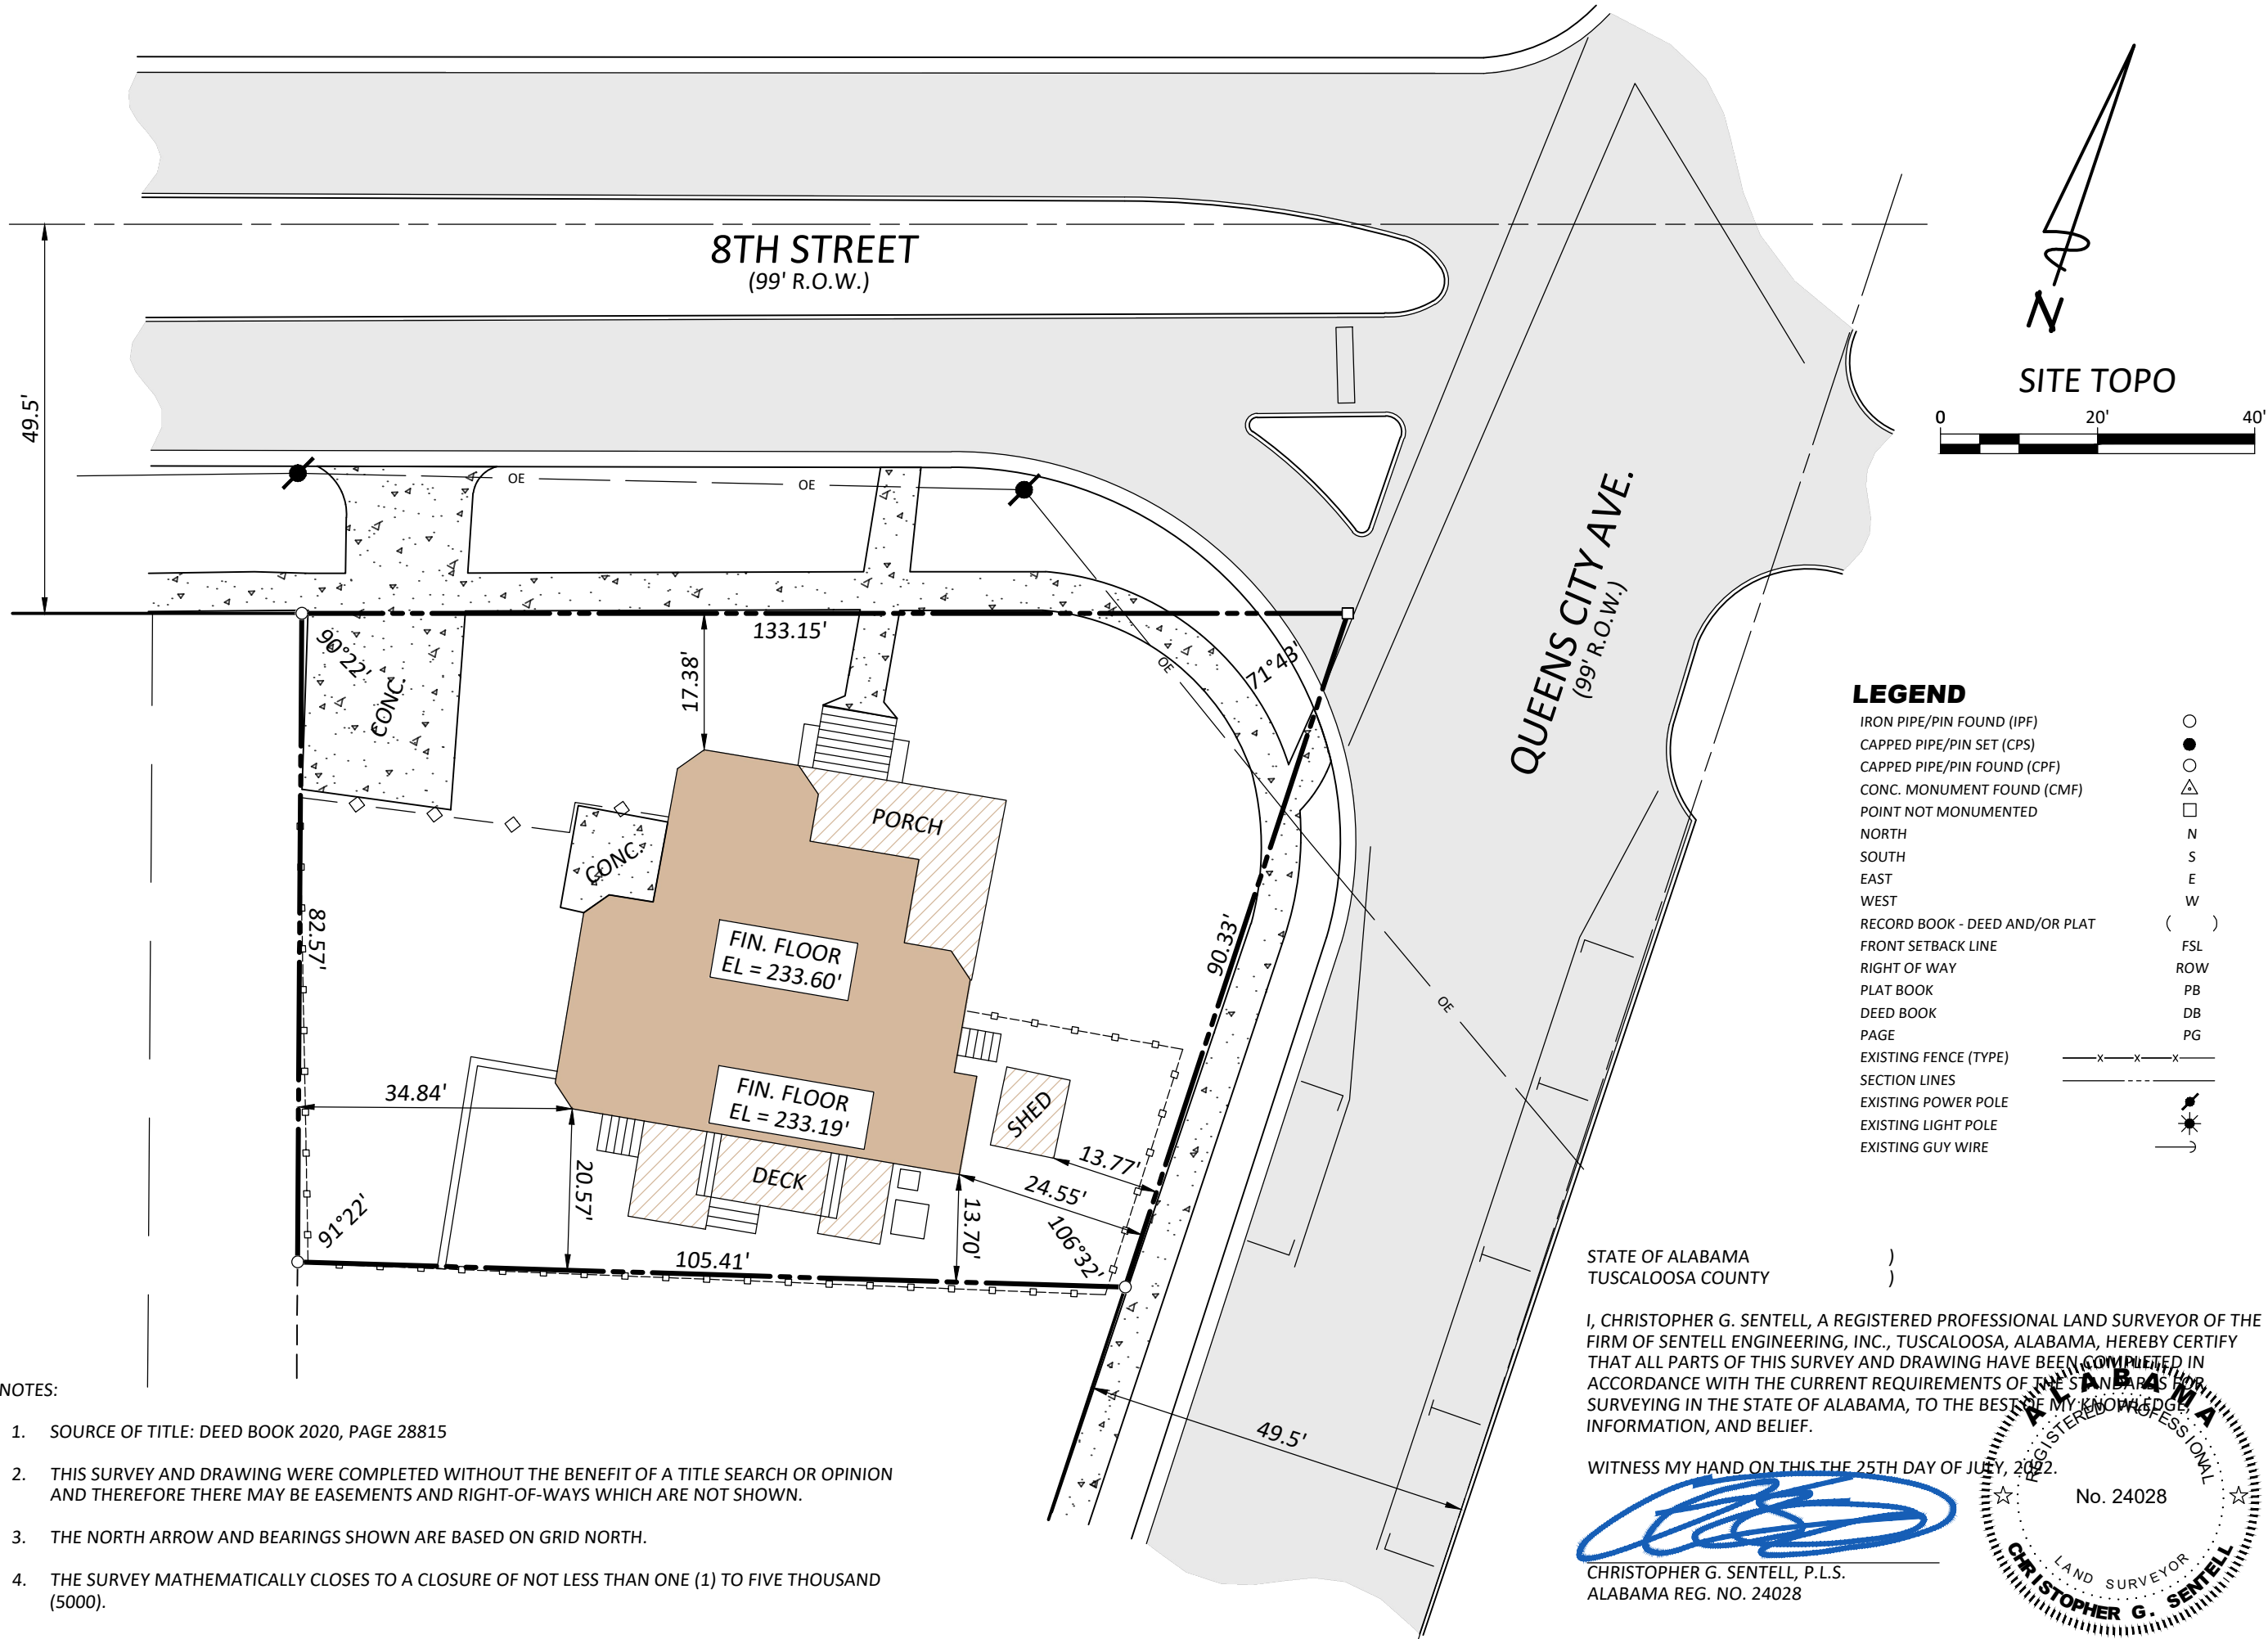 8TH STREET
(99' R.O.W.)
49.5'
N
SITE TOPO
0 20' 40'
OE
OE
OE
OE
QUEENS CITY AVE.
(99' R.O.W.)
133.15'
90°22'
71°43'
17.38'
CONC.
CONC.
PORCH
82.57'
90.33'
FIN. FLOOR
EL = 233.60'
FIN. FLOOR
EL = 233.19'
34.84'
20.57'
DECK
SHED
13.77'
24.55'
13.70'
91°22'
105.41'
106°32'
49.5'
LEGEND
IRON PIPE/PIN FOUND (IPF)
CAPPED PIPE/PIN SET (CPS)
CAPPED PIPE/PIN FOUND (CPF)
CONC. MONUMENT FOUND (CMF)
POINT NOT MONUMENTED
NORTH N
SOUTH S
EAST E
WEST W
RECORD BOOK - DEED AND/OR PLAT ( )
FRONT SETBACK LINE FSL
RIGHT OF WAY ROW
PLAT BOOK PB
DEED BOOK DB
PAGE PG
EXISTING FENCE (TYPE) x x x
SECTION LINES
EXISTING POWER POLE
EXISTING LIGHT POLE
EXISTING GUY WIRE
STATE OF ALABAMA )
TUSCALOOSA COUNTY )
I, CHRISTOPHER G. SENTELL, A REGISTERED PROFESSIONAL LAND SURVEYOR OF THE
FIRM OF SENTELL ENGINEERING, INC., TUSCALOOSA, ALABAMA, HEREBY CERTIFY
THAT ALL PARTS OF THIS SURVEY AND DRAWING HAVE BEEN COMPLETED IN
ACCORDANCE WITH THE CURRENT REQUIREMENTS OF THE STANDARDS FOR
SURVEYING IN THE STATE OF ALABAMA, TO THE BEST OF MY KNOWLEDGE,
INFORMATION, AND BELIEF.
WITNESS MY HAND ON THIS THE 25TH DAY OF JULY, 2022.
CHRISTOPHER G. SENTELL, P.L.S.
ALABAMA REG. NO. 24028
ALABAMA
REGISTERED PROFESSIONAL
No. 24028
LAND SURVEYOR
CHRISTOPHER G. SENTELL
NOTES:
1. SOURCE OF TITLE: DEED BOOK 2020, PAGE 28815
2. THIS SURVEY AND DRAWING WERE COMPLETED WITHOUT THE BENEFIT OF A TITLE SEARCH OR OPINION
AND THEREFORE THERE MAY BE EASEMENTS AND RIGHT-OF-WAYS WHICH ARE NOT SHOWN.
3. THE NORTH ARROW AND BEARINGS SHOWN ARE BASED ON GRID NORTH.
4. THE SURVEY MATHEMATICALLY CLOSES TO A CLOSURE OF NOT LESS THAN ONE (1) TO FIVE THOUSAND
(5000).